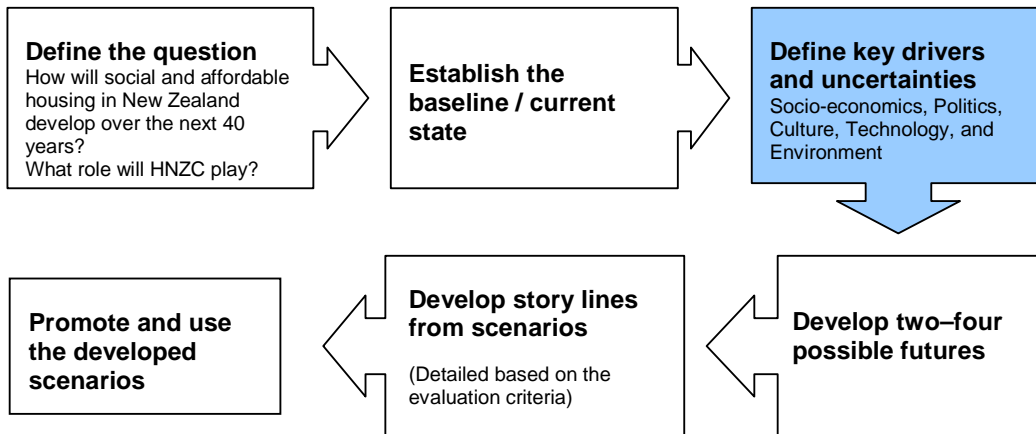 Define the question
How will social and affordable
housing in New Zealand
develop over the next 40
years?
What role will HNZC play?
Establish the
baseline / current
state
Define key drivers
and uncertainties
Socio-economics, Politics,
Culture, Technology, and
Environment
Develop two–four
possible futures
Develop story lines
from scenarios
(Detailed based on the
evaluation criteria)
Promote and use
the developed
scenarios